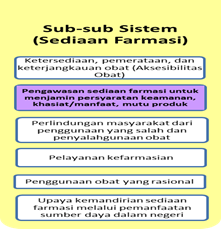 Sub-sub Sistem
(Sediaan Farmasi)
Ketersediaan, pemerataan, dan
keterjangkauan obat (Aksesibilitas
Obat)
Pengawasan sediaan farmasi untuk
menjamin persyaratan keamanan,
khasiat/manfaat, mutu produk
Perlindungan masyarakat dari
penggunaan yang salah dan
penyalahgunaan obat
Pelayanan kefarmasian
Penggunaan obat yang rasional
Upaya kemandirian sediaan
farmasi melalui pemanfaatan
sumber daya dalam negeri